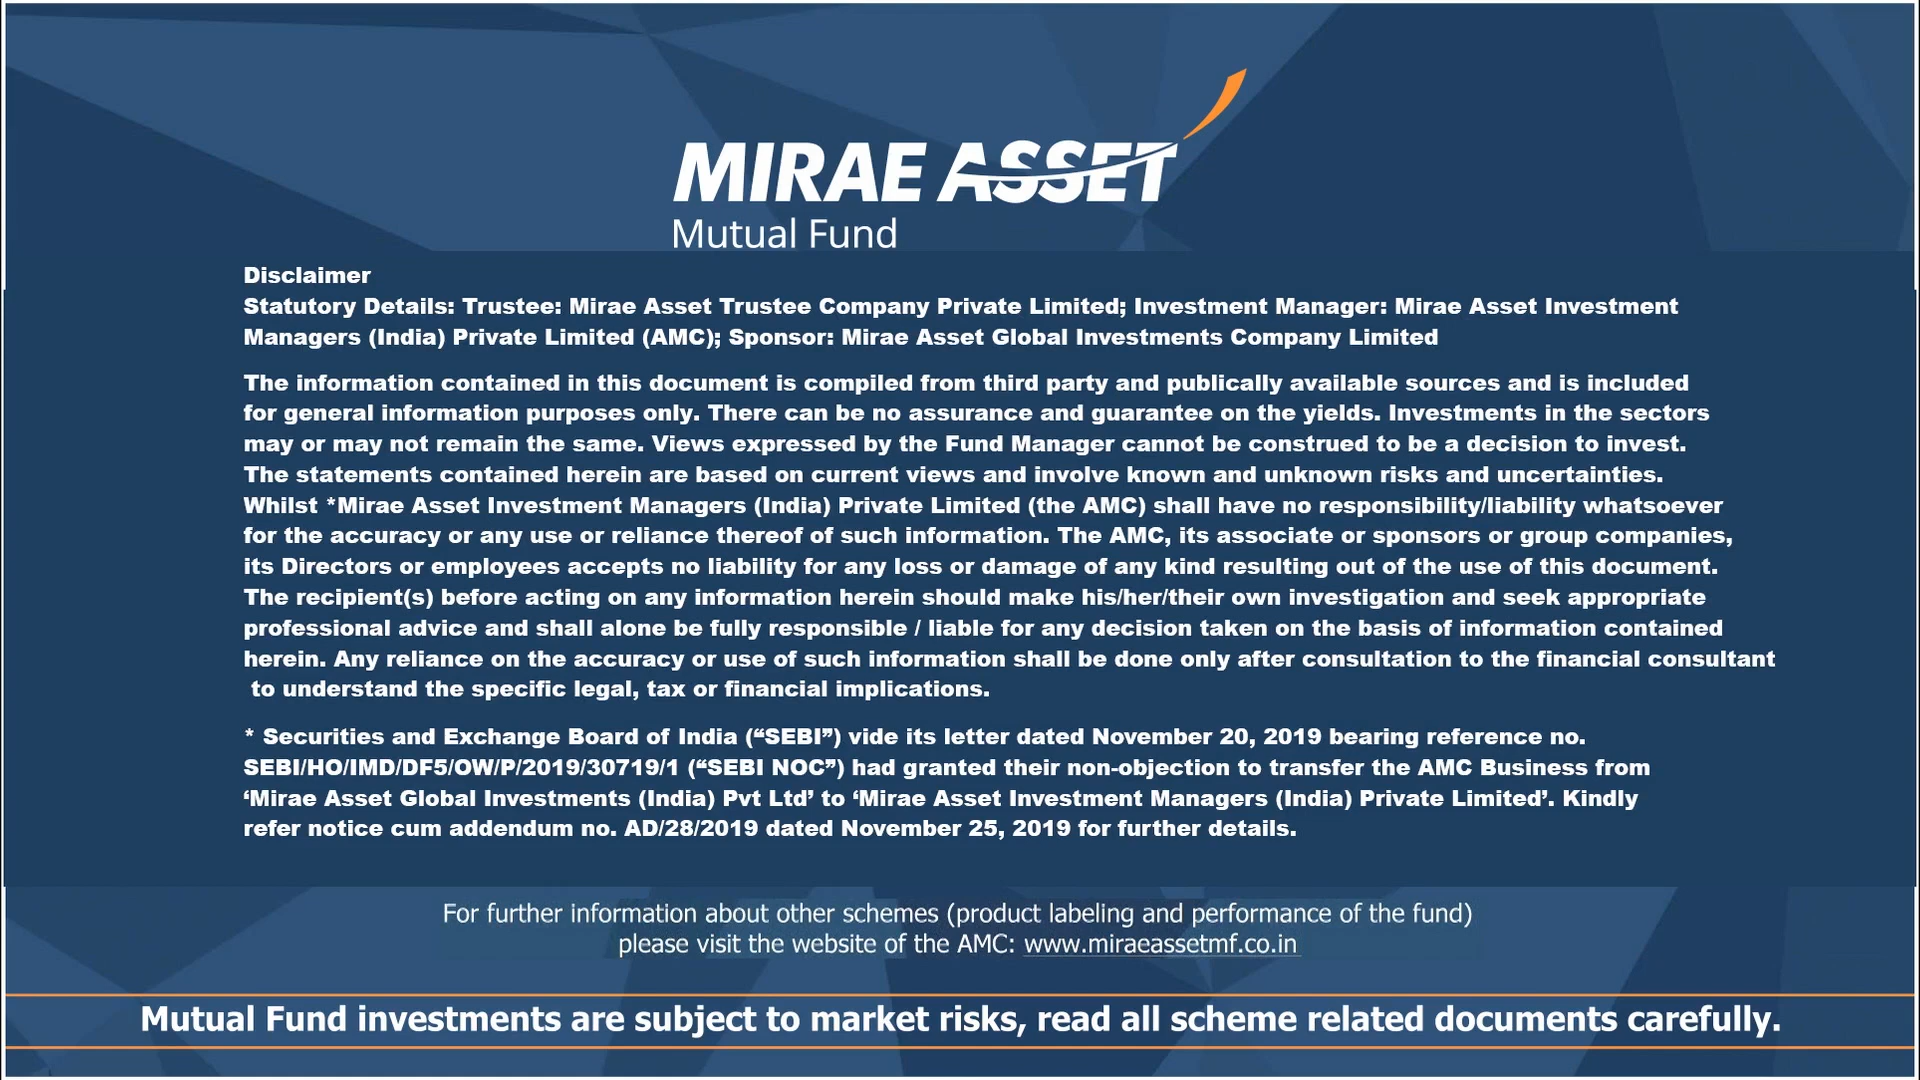 MIRAE ASSET
Mutual Fund
Disclaimer
Statutory Details: Trustee: Mirae Asset Trustee Company Private Limited; Investment Manager: Mirae Asset Investment
Managers (India) Private Limited (AMC); Sponsor: Mirae Asset Global Investments Company Limited
The information contained in this document is compiled from third party and publically available sources and is included
for general information purposes only. There can be no assurance and guarantee on the yields. Investments in the sectors
may or may not remain the same. Views expressed by the Fund Manager cannot be construed to be a decision to invest.
The statements contained herein are based on current views and involve known and unknown risks and uncertainties.
Whilst *Mirae Asset Investment Managers (India) Private Limited (the AMC) shall have no responsibility/liability whatsoever
for the accuracy or any use or reliance thereof of such information. The AMC, its associate or sponsors or group companies,
its Directors or employees accepts no liability for any loss or damage of any kind resulting out of the use of this document.
The recipient(s) before acting on any information herein should make his/her/their own investigation and seek appropriate
professional advice and shall alone be fully responsible / liable for any decision taken on the basis of information contained
herein. Any reliance on the accuracy or use of such information shall be done only after consultation to the financial consultant
to understand the specific legal, tax or financial implications.
* Securities and Exchange Board of India (“SEBI”) vide its letter dated November 20, 2019 bearing reference no.
SEBI/HO/IMD/DF5/OW/P/2019/30719/1 (“SEBI NOC”) had granted their non-objection to transfer the AMC Business from
‘Mirae Asset Global Investments (India) Pvt Ltd’ to ‘Mirae Asset Investment Managers (India) Private Limited’. Kindly
refer notice cum addendum no. AD/28/2019 dated November 25, 2019 for further details.
For further information about other schemes (product labeling and performance of the fund)
please visit the website of the AMC: www.miraeassetmf.co.in
Mutual Fund investments are subject to market risks, read all scheme related documents carefully.